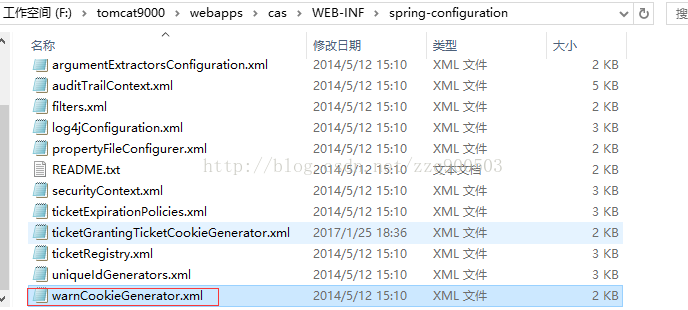 工作空间 (F:) › tomcat9000 › webapps › cas › WEB-INF › spring-configuration 搜
名称 修改日期 类型 大小
argumentExtractorsConfiguration.xml 2014/5/12 15:10 XML 文件 2 KB
auditTrailContext.xml 2014/5/12 15:10 XML 文件 5 KB
filters.xml 2014/5/12 15:10 XML 文件 2 KB
log4jConfiguration.xml 2014/5/12 15:10 XML 文件 3 KB
propertyFileConfigurer.xml 2014/5/12 15:10 XML 文件 2 KB
README.txt 2014/5/12 15:10 文本文档 2 KB
http://blog.csdn.net/zzq900503
securityContext.xml 2014/5/12 15:10 XML 文件 3 KB
ticketExpirationPolicies.xml 2014/5/12 15:10 XML 文件 3 KB
ticketGrantingTicketCookieGenerator.xml 2017/1/25 18:36 XML 文件 2 KB
ticketRegistry.xml 2014/5/12 15:10 XML 文件 3 KB
uniqueIdGenerators.xml 2014/5/12 15:10 XML 文件 3 KB
warnCookieGenerator.xml 2014/5/12 15:10 XML 文件 2 KB